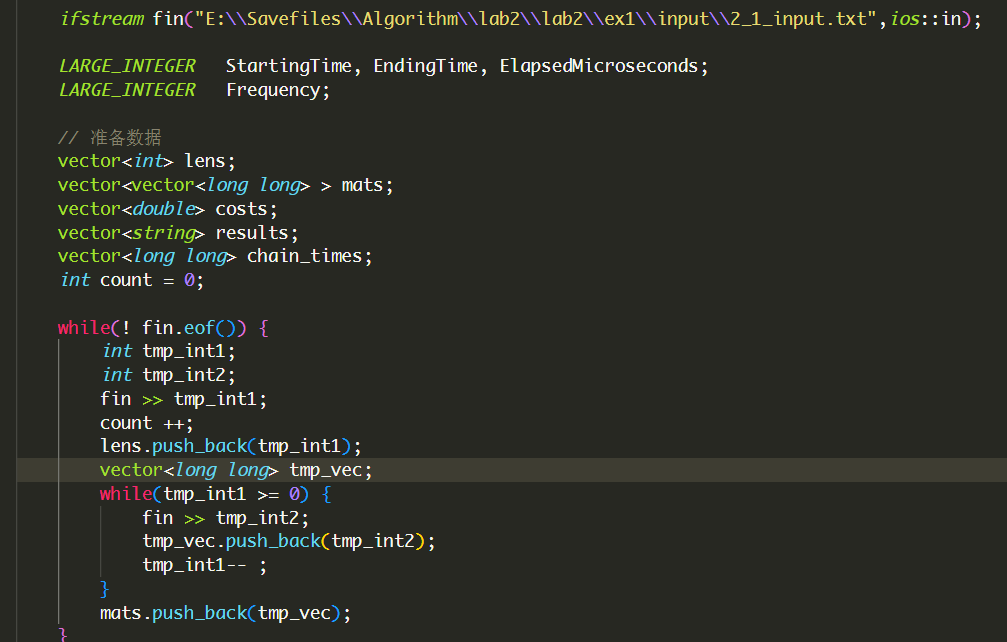 ifstream fin("E:\\Savefiles\\Algorithm\\lab2\\lab2\\ex1\\input\\2_1_input.txt",ios::in);
LARGE_INTEGER   StartingTime, EndingTime, ElapsedMicroseconds;
LARGE_INTEGER   Frequency;
// 准备数据
vector<int> lens;
vector<vector<long long> > mats;
vector<double> costs;
vector<string> results;
vector<long long> chain_times;
int count = 0;
while(! fin.eof()) {
int tmp_int1;
int tmp_int2;
fin >> tmp_int1;
count ++;
lens.push_back(tmp_int1);
vector<long long> tmp_vec;
while(tmp_int1 >= 0) {
fin >> tmp_int2;
tmp_vec.push_back(tmp_int2);
tmp_int1-- ;
}
mats.push_back(tmp_vec);
}